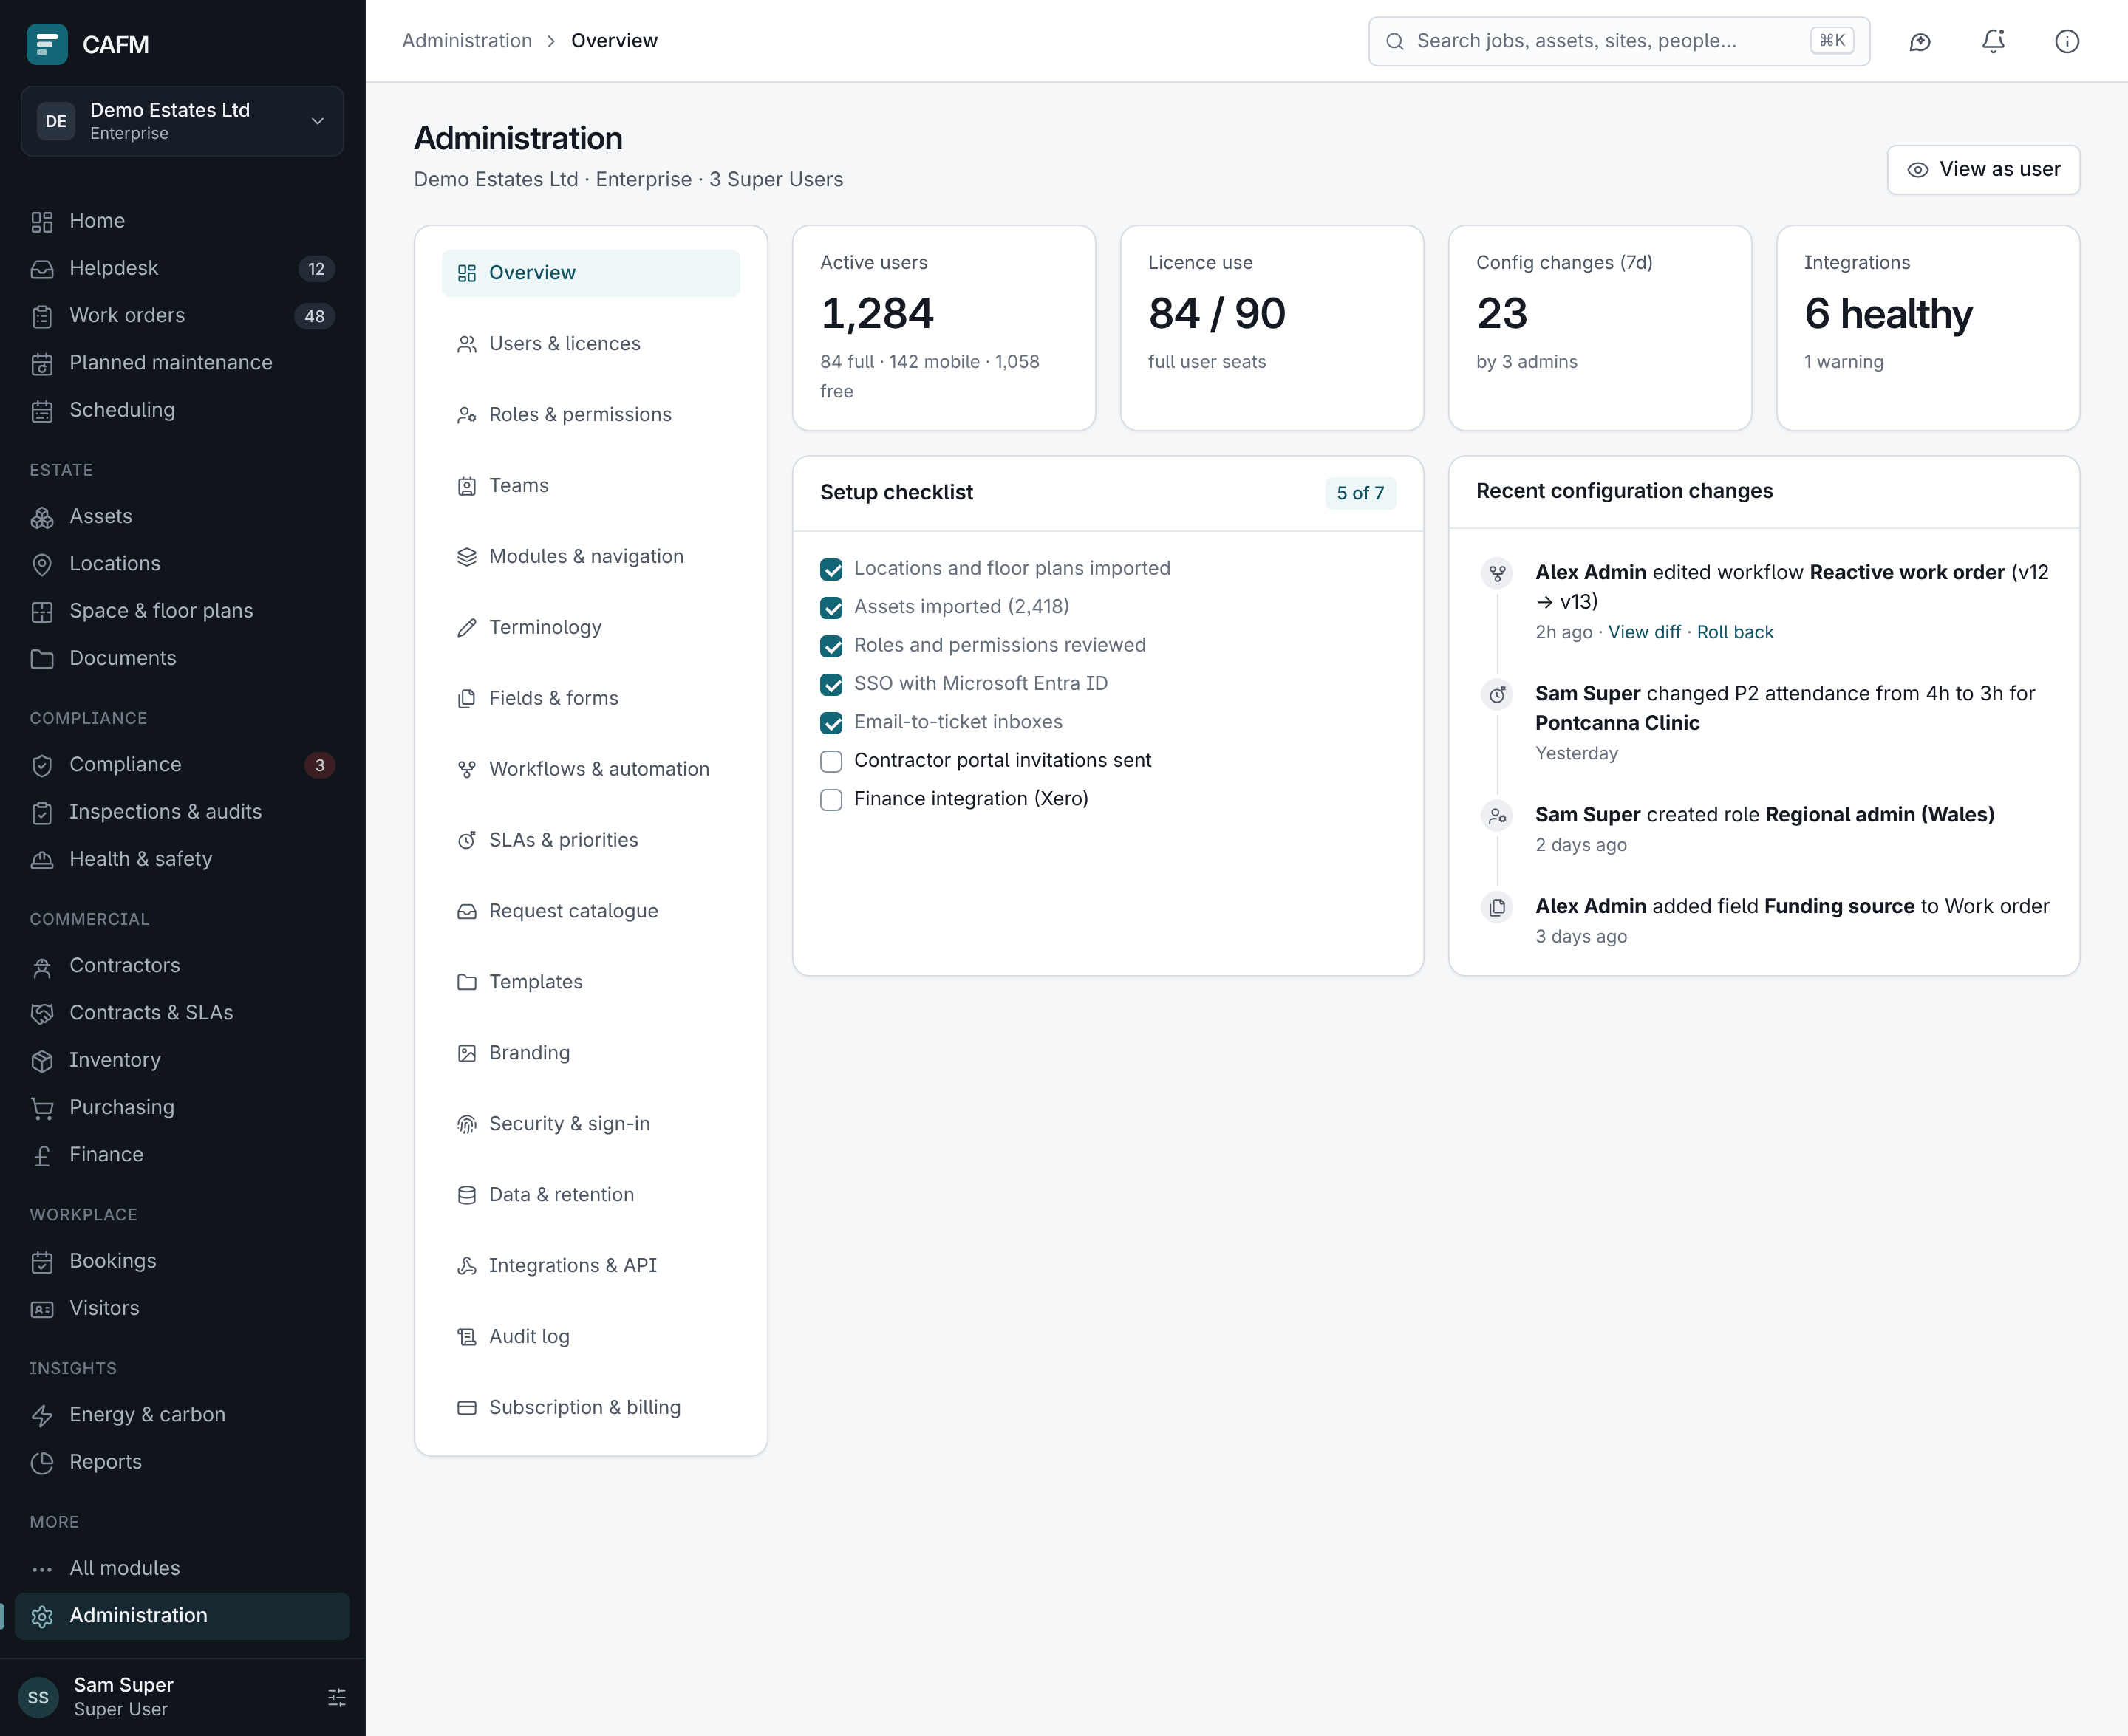 CAFM
DE
Demo Estates Ltd
Enterprise
Home
Helpdesk 12
Work orders 48
Planned maintenance
Scheduling
ESTATE
Assets
Locations
Space & floor plans
Documents
COMPLIANCE
Compliance 3
Inspections & audits
Health & safety
COMMERCIAL
Contractors
Contracts & SLAs
Inventory
Purchasing
Finance
WORKPLACE
Bookings
Visitors
INSIGHTS
Energy & carbon
Reports
MORE
All modules
Administration
SS
Sam Super
Super User
Administration > Overview
Search jobs, assets, sites, people... ⌘K
Administration
Demo Estates Ltd · Enterprise · 3 Super Users
View as user
Overview
Users & licences
Roles & permissions
Teams
Modules & navigation
Terminology
Fields & forms
Workflows & automation
SLAs & priorities
Request catalogue
Templates
Branding
Security & sign-in
Data & retention
Integrations & API
Audit log
Subscription & billing
Active users
1,284
84 full · 142 mobile · 1,058
free
Licence use
84 / 90
full user seats
Config changes (7d)
23
by 3 admins
Integrations
6 healthy
1 warning
Setup checklist 5 of 7
Locations and floor plans imported
Assets imported (2,418)
Roles and permissions reviewed
SSO with Microsoft Entra ID
Email-to-ticket inboxes
Contractor portal invitations sent
Finance integration (Xero)
Recent configuration changes
Alex Admin edited workflow Reactive work order (v12
→ v13)
2h ago · View diff · Roll back
Sam Super changed P2 attendance from 4h to 3h for
Pontcanna Clinic
Yesterday
Sam Super created role Regional admin (Wales)
2 days ago
Alex Admin added field Funding source to Work order
3 days ago